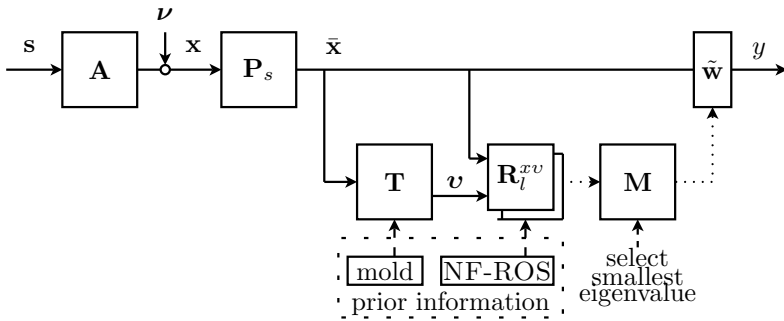 ν
s
A
x
P_s
x̄
w̃
y
T
υ
R_l^{xυ}
M
mold
NF-ROS
prior information
select
smallest
eigenvalue